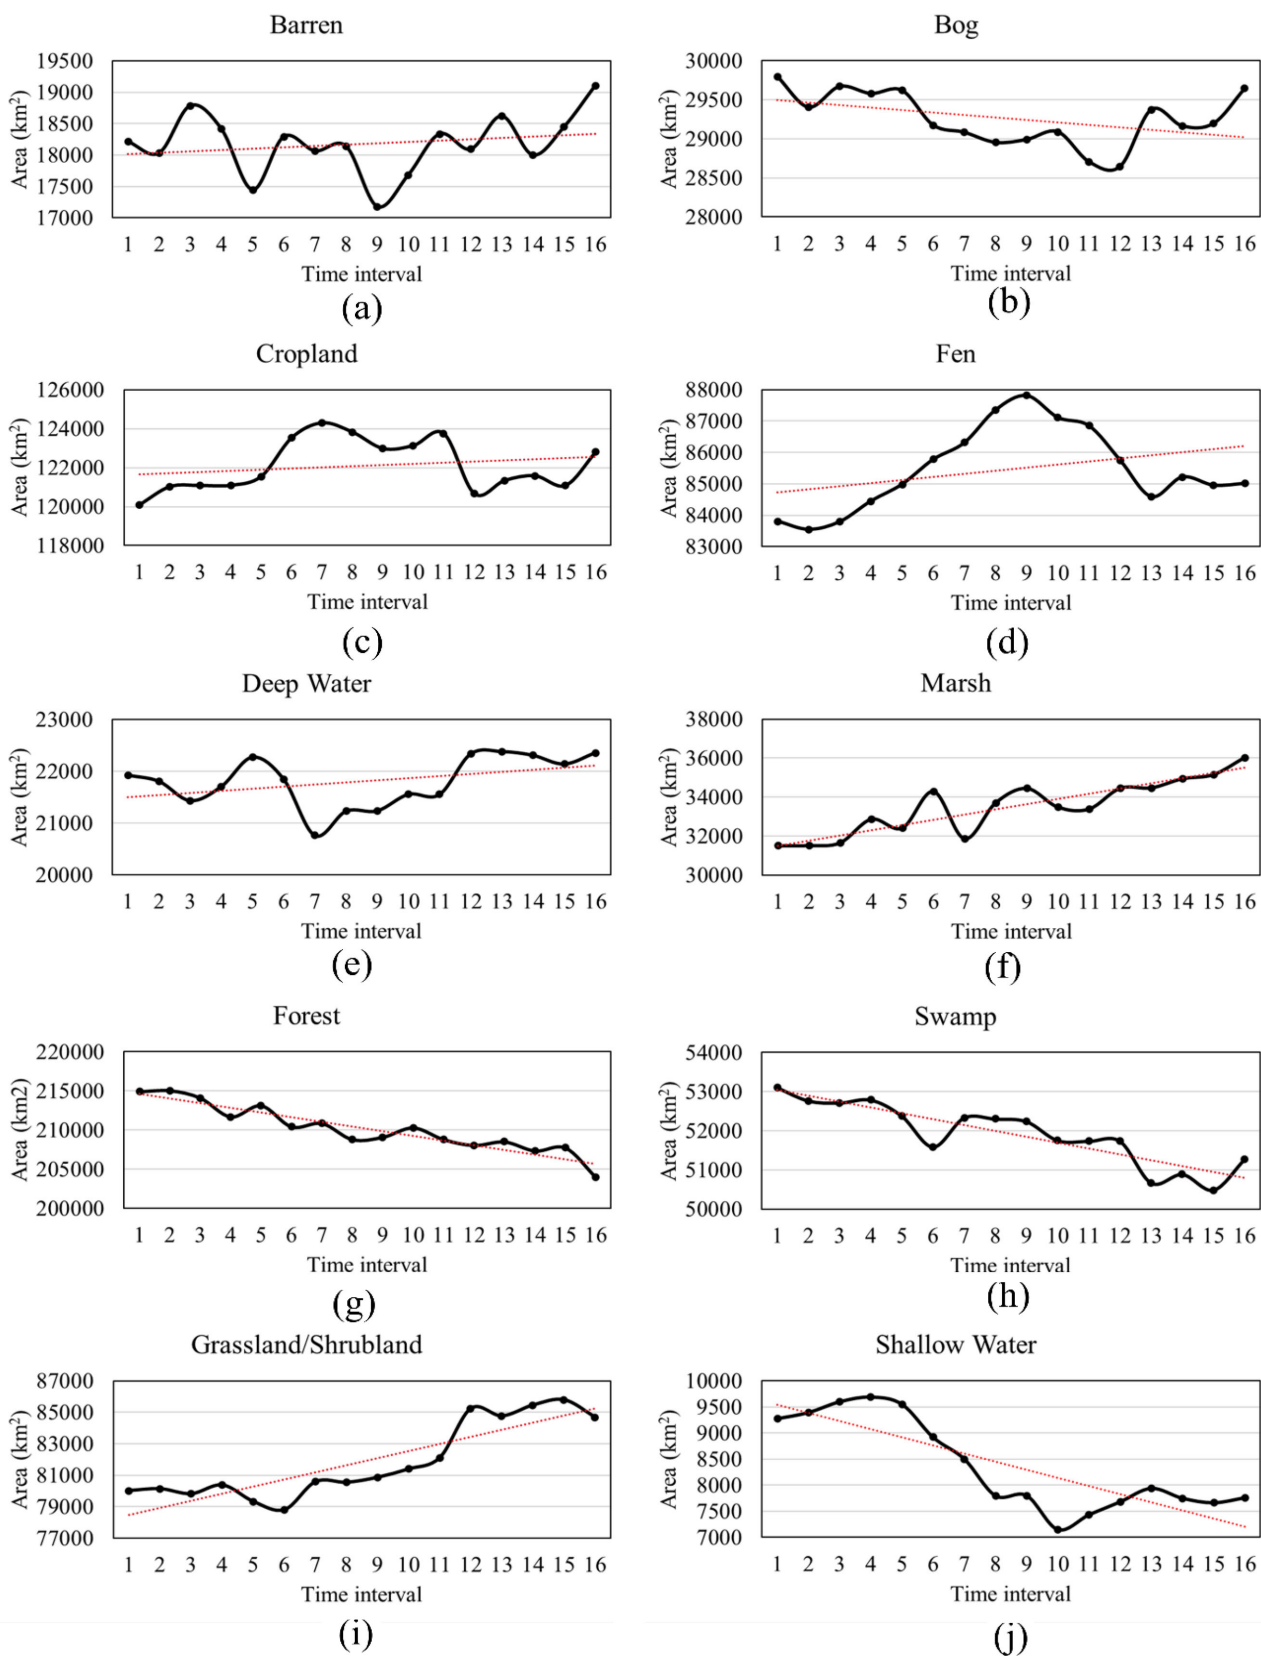 Barren
19500
19000
18500
18000
17500
17000
Area (km²)
1 2 3 4 5 6 7 8 9 10 11 12 13 14 15 16
Time interval
(a)
Bog
30000
29500
29000
28500
28000
Area (km²)
1 2 3 4 5 6 7 8 9 10 11 12 13 14 15 16
Time interval
(b)
Cropland
126000
124000
122000
120000
118000
Area (km²)
1 2 3 4 5 6 7 8 9 10 11 12 13 14 15 16
Time interval
(c)
Fen
88000
87000
86000
85000
84000
83000
Area (km²)
1 2 3 4 5 6 7 8 9 10 11 12 13 14 15 16
Time interval
(d)
Deep Water
23000
22000
21000
20000
Area (km²)
1 2 3 4 5 6 7 8 9 10 11 12 13 14 15 16
Time interval
(e)
Marsh
38000
36000
34000
32000
30000
Area (km²)
1 2 3 4 5 6 7 8 9 10 11 12 13 14 15 16
Time interval
(f)
Forest
220000
215000
210000
205000
200000
Area (km2)
1 2 3 4 5 6 7 8 9 10 11 12 13 14 15 16
Time interval
(g)
Swamp
54000
53000
52000
51000
50000
Area (km²)
1 2 3 4 5 6 7 8 9 10 11 12 13 14 15 16
Time interval
(h)
Grassland/Shrubland
87000
85000
83000
81000
79000
77000
Area (km²)
1 2 3 4 5 6 7 8 9 10 11 12 13 14 15 16
Time interval
(i)
Shallow Water
10000
9500
9000
8500
8000
7500
7000
Area (km²)
1 2 3 4 5 6 7 8 9 10 11 12 13 14 15 16
Time interval
(j)